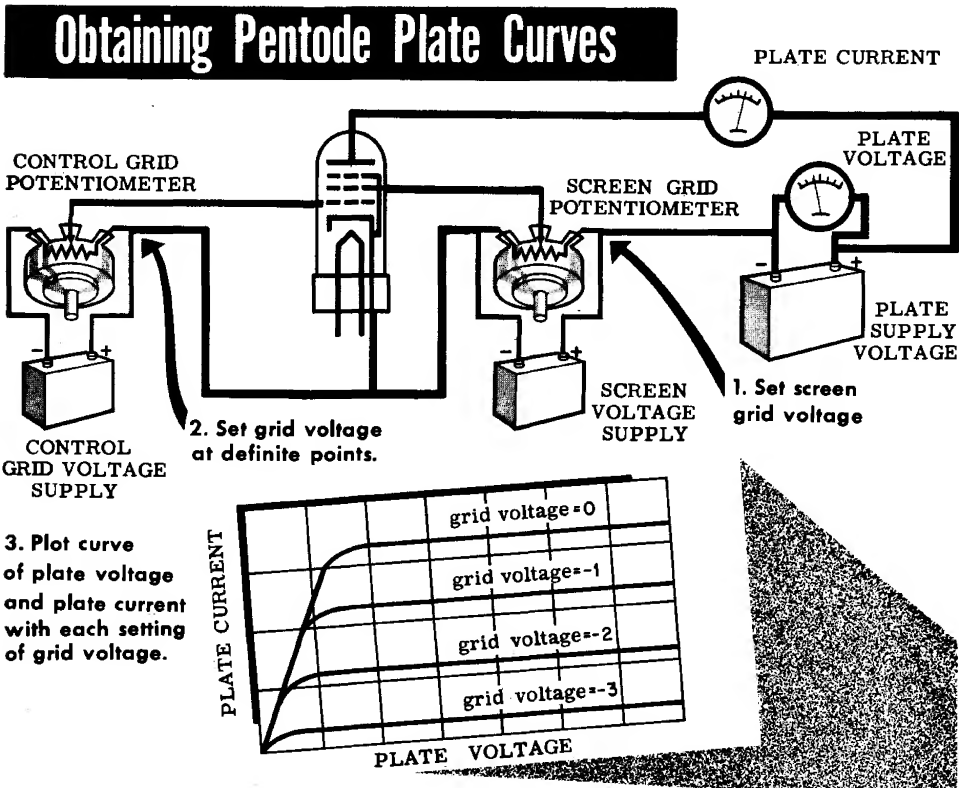 Obtaining Pentode Plate Curves
PLATE CURRENT
PLATE
VOLTAGE
CONTROL GRID
POTENTIOMETER
SCREEN GRID
POTENTIOMETER
- +
- +
- +
PLATE
SUPPLY
VOLTAGE
1. Set screen
grid voltage
SCREEN
VOLTAGE
SUPPLY
2. Set grid voltage
at definite points.
CONTROL
GRID VOLTAGE
SUPPLY
3. Plot curve
of plate voltage
and plate current
with each setting
of grid voltage.
PLATE CURRENT
grid voltage=0
grid voltage=-1
grid voltage=-2
grid voltage=-3
PLATE VOLTAGE